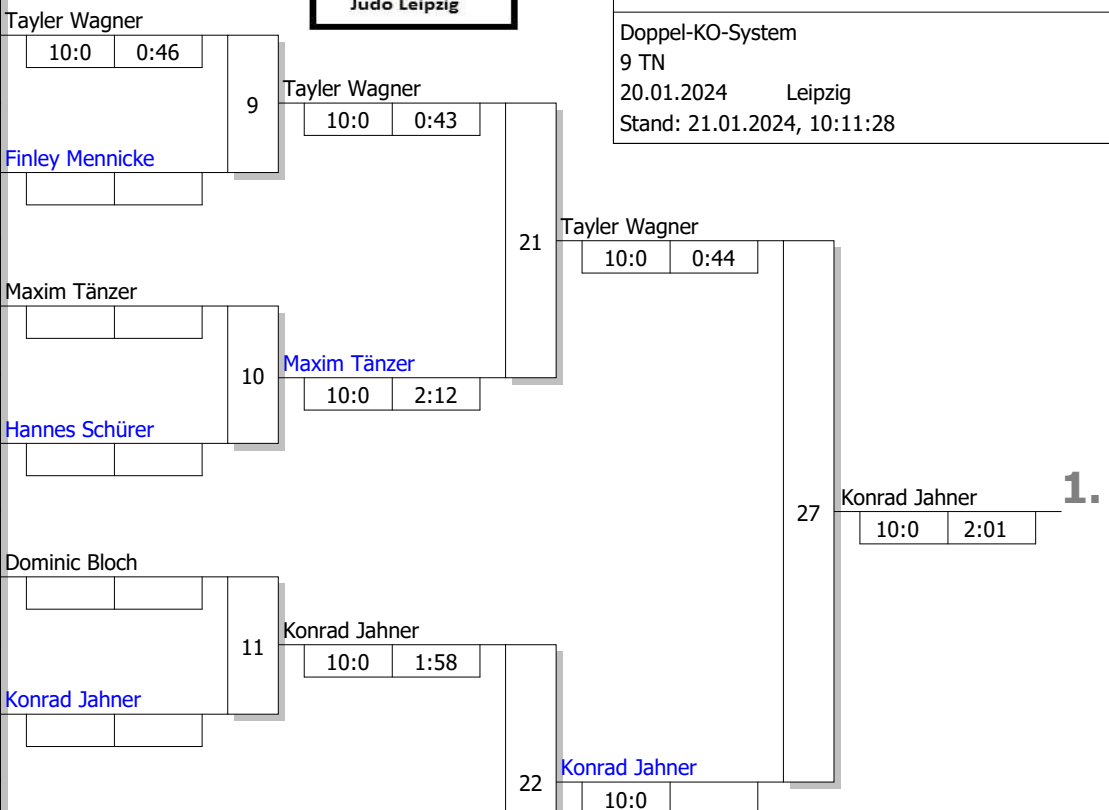 Judo Leipzig
Doppel-KO-System
9 TN
20.01.2024 Leipzig
Stand: 21.01.2024, 10:11:28
Tayler Wagner
10:0 0:46
9
Tayler Wagner
10:0 0:43
Finley Mennicke
21
Tayler Wagner
10:0 0:44
Maxim Tänzer
10
Maxim Tänzer
10:0 2:12
Hannes Schürer
27
Konrad Jahner
1.
10:0 2:01
Dominic Bloch
11
Konrad Jahner
10:0 1:58
Konrad Jahner
22
Konrad Jahner
10:0